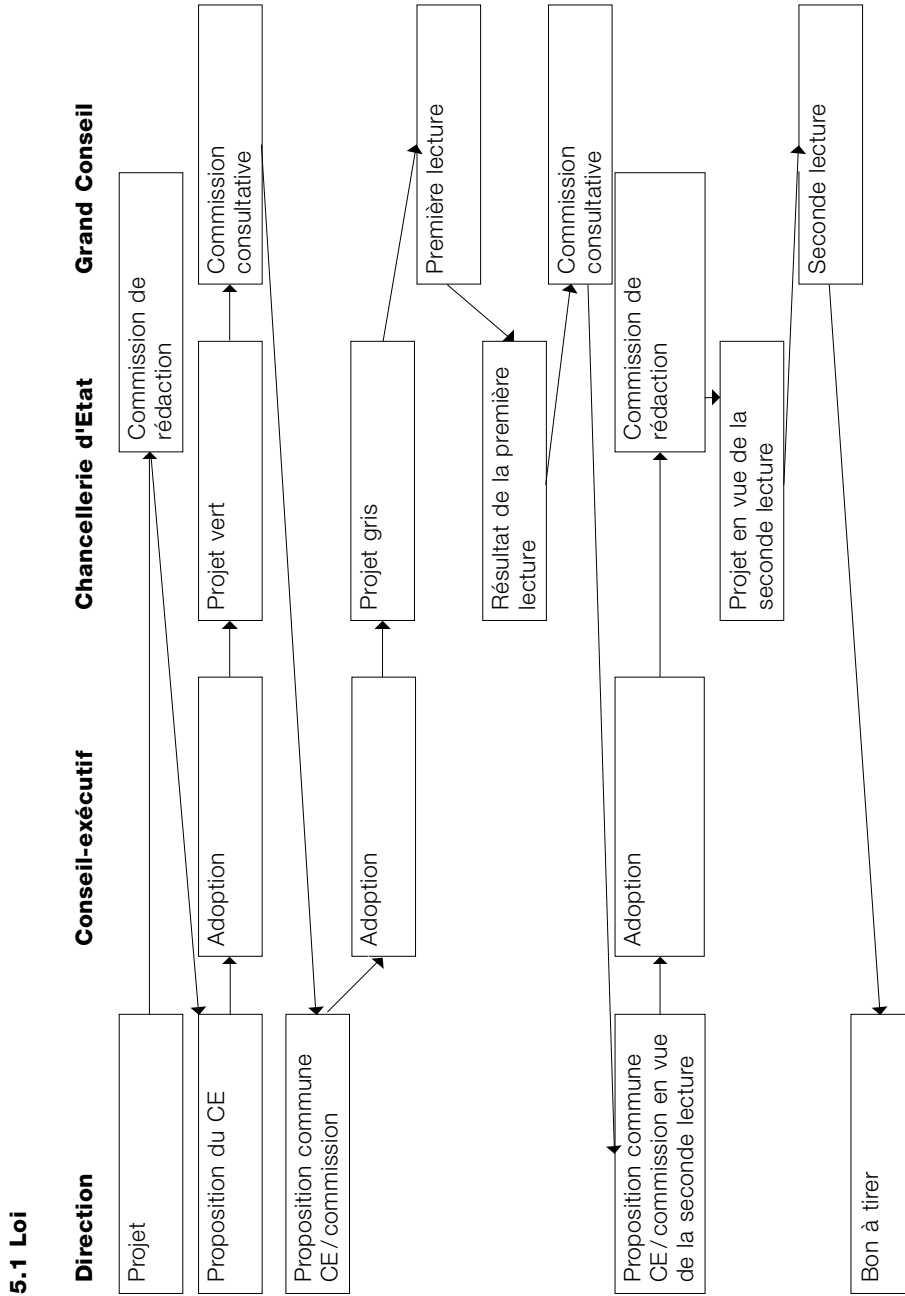 5.1 Loi
Direction
Conseil-exécutif
Chancellerie d'Etat
Grand Conseil
Projet
Commission de
rédaction
Proposition du CE
Adoption
Projet vert
Commission
consultative
Proposition commune
CE/commission
Adoption
Projet gris
Première lecture
Résultat de la première
lecture
Commission
consultative
Proposition commune
CE/commission en vue
de la seconde lecture
Adoption
Commission de
rédaction
Projet en vue de la
seconde lecture
Seconde lecture
Bon à tirer